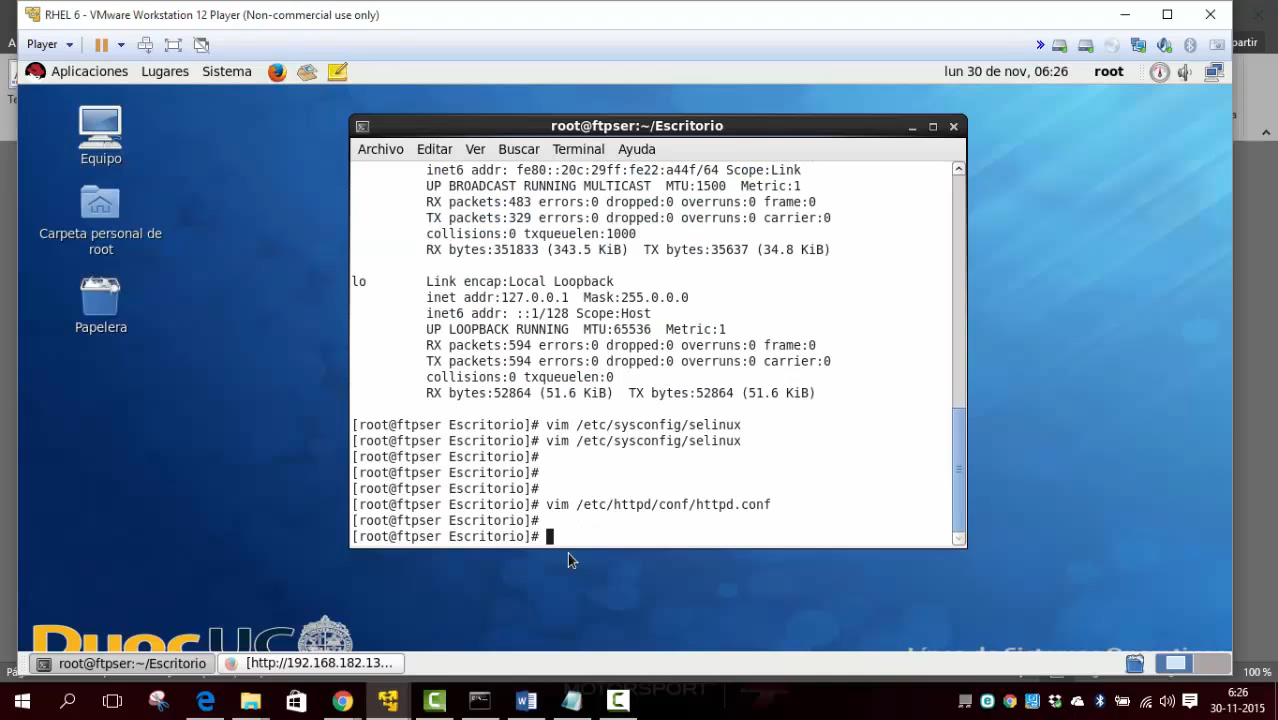 RHEL 6 - VMware Workstation 12 Player (Non-commercial use only)
Player
partir
Aplicaciones Lugares Sistema lun 30 de nov, 06:26 root
Equipo
Carpeta personal de
root
Papelera
root@ftpser:~/Escritorio
Archivo Editar Ver Buscar Terminal Ayuda
inet6 addr: fe80::20c:29ff:fe22:a44f/64 Scope:Link
UP BROADCAST RUNNING MULTICAST MTU:1500 Metric:1
RX packets:483 errors:0 dropped:0 overruns:0 frame:0
TX packets:329 errors:0 dropped:0 overruns:0 carrier:0
collisions:0 txqueuelen:1000
RX bytes:351833 (343.5 KiB) TX bytes:35637 (34.8 KiB)
lo Link encap:Local Loopback
inet addr:127.0.0.1 Mask:255.0.0.0
inet6 addr: ::1/128 Scope:Host
UP LOOPBACK RUNNING MTU:65536 Metric:1
RX packets:594 errors:0 dropped:0 overruns:0 frame:0
TX packets:594 errors:0 dropped:0 overruns:0 carrier:0
collisions:0 txqueuelen:0
RX bytes:52864 (51.6 KiB) TX bytes:52864 (51.6 KiB)
[root@ftpser Escritorio]# vim /etc/sysconfig/selinux
[root@ftpser Escritorio]# vim /etc/sysconfig/selinux
[root@ftpser Escritorio]#
[root@ftpser Escritorio]#
[root@ftpser Escritorio]#
[root@ftpser Escritorio]# vim /etc/httpd/conf/httpd.conf
[root@ftpser Escritorio]#
[root@ftpser Escritorio]#
Duoc UC
root@ftpser:~/Escritorio [http://192.168.182.13...
100 %
MOTORSPORT
6:26
30-11-2015